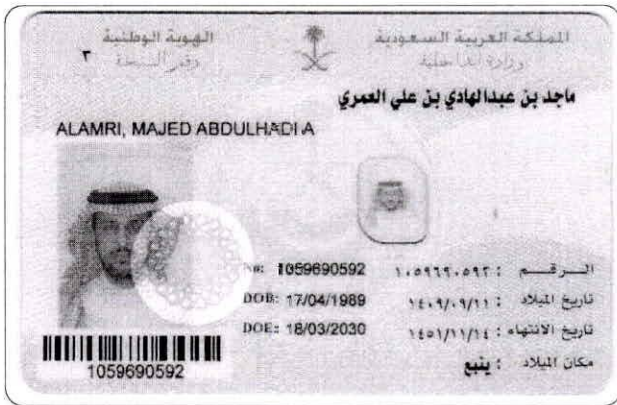 المملكة العربية السعودية
وزارة الداخلية
الهوية الوطنية
رقم النسخة ٣
ماجد بن عبدالهادي بن علي العمري
ALAMRI, MAJED ABDULHADI A
الرقم : ١٠٥٩٦٩٠٥٩٢ 1059690592 :No
تاريخ الميلاد : ١٤٠٩/٠٩/١١ DOB: 17/04/1989
تاريخ الانتهاء : ١٤٥١/١١/١٤ DOE: 18/03/2030
مكان الميلاد : ينبع
1059690592